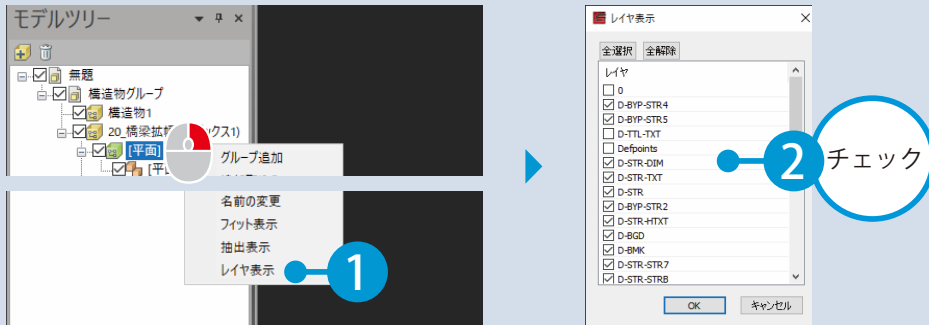 モデルツリー
無題
構造物グループ
構造物1
20_橋梁拡幅
クス1)
[平面]
グループ追加
名前の変更
フィット表示
抽出表示
レイヤ表示
1
レイヤ表示
全選択 全解除
レイヤ
0
D-BYP-STR4
D-BYP-STR5
D-TTL-TXT
Defpoints
D-STR-DIM
D-STR-TXT
D-STR
D-BYP-STR2
D-STR-HTXT
D-BGD
D-BMK
D-STR-STR7
D-STR-STRB
OK キャンセル
2
チェック